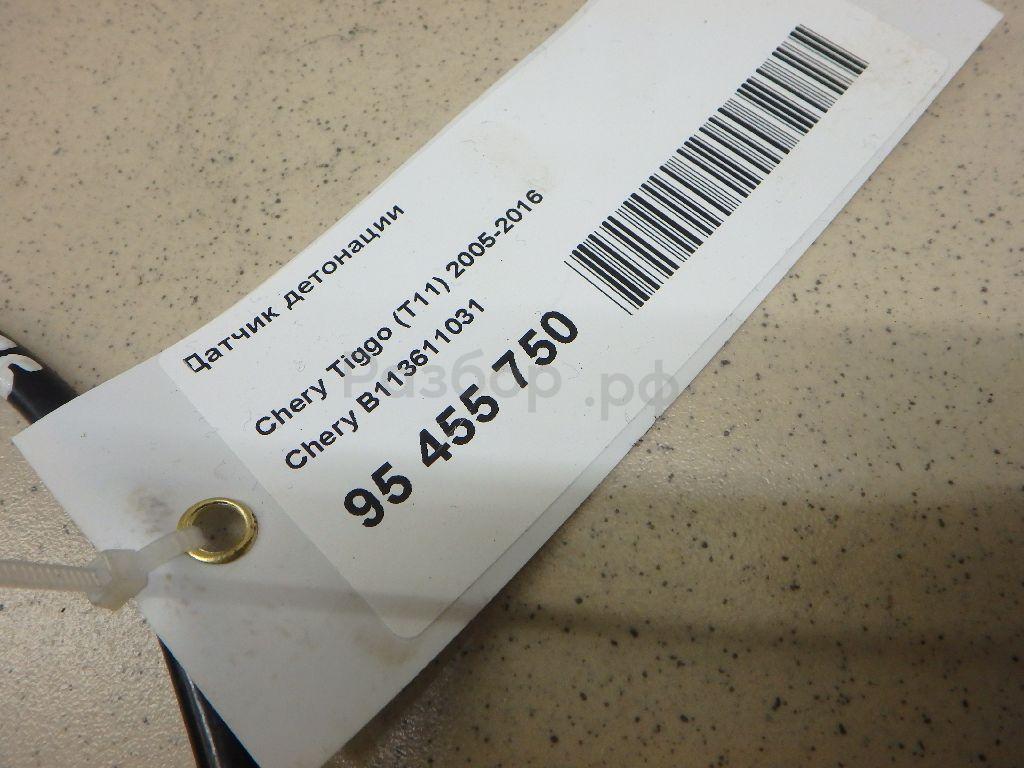 Датчик детонации
Chery Tiggo (T11) 2005-2016
Chery B113611031
95 455 750
Разбор.рф